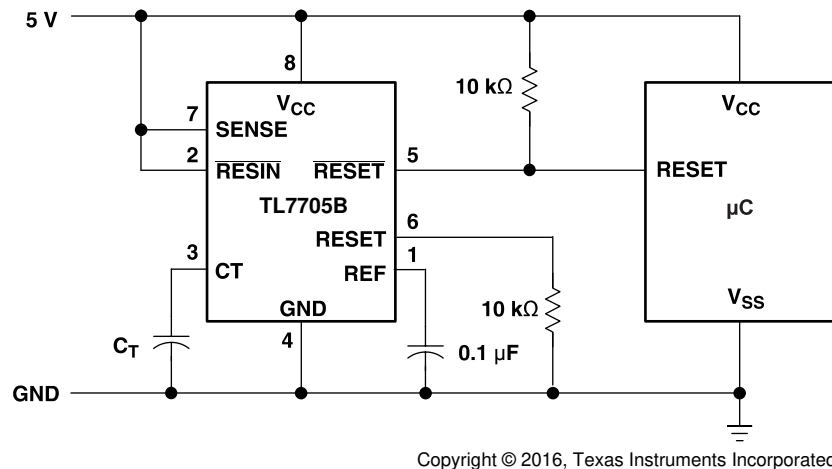 5 V
8
10 kΩ
VCC
VCC
7
SENSE
2
RESIN
RESET
5
RESET
TL7705B
µC
6
RESET
3
1
CT
REF
VSS
GND
10 kΩ
4
CT
0.1 µF
GND
Copyright © 2016, Texas Instruments Incorporated